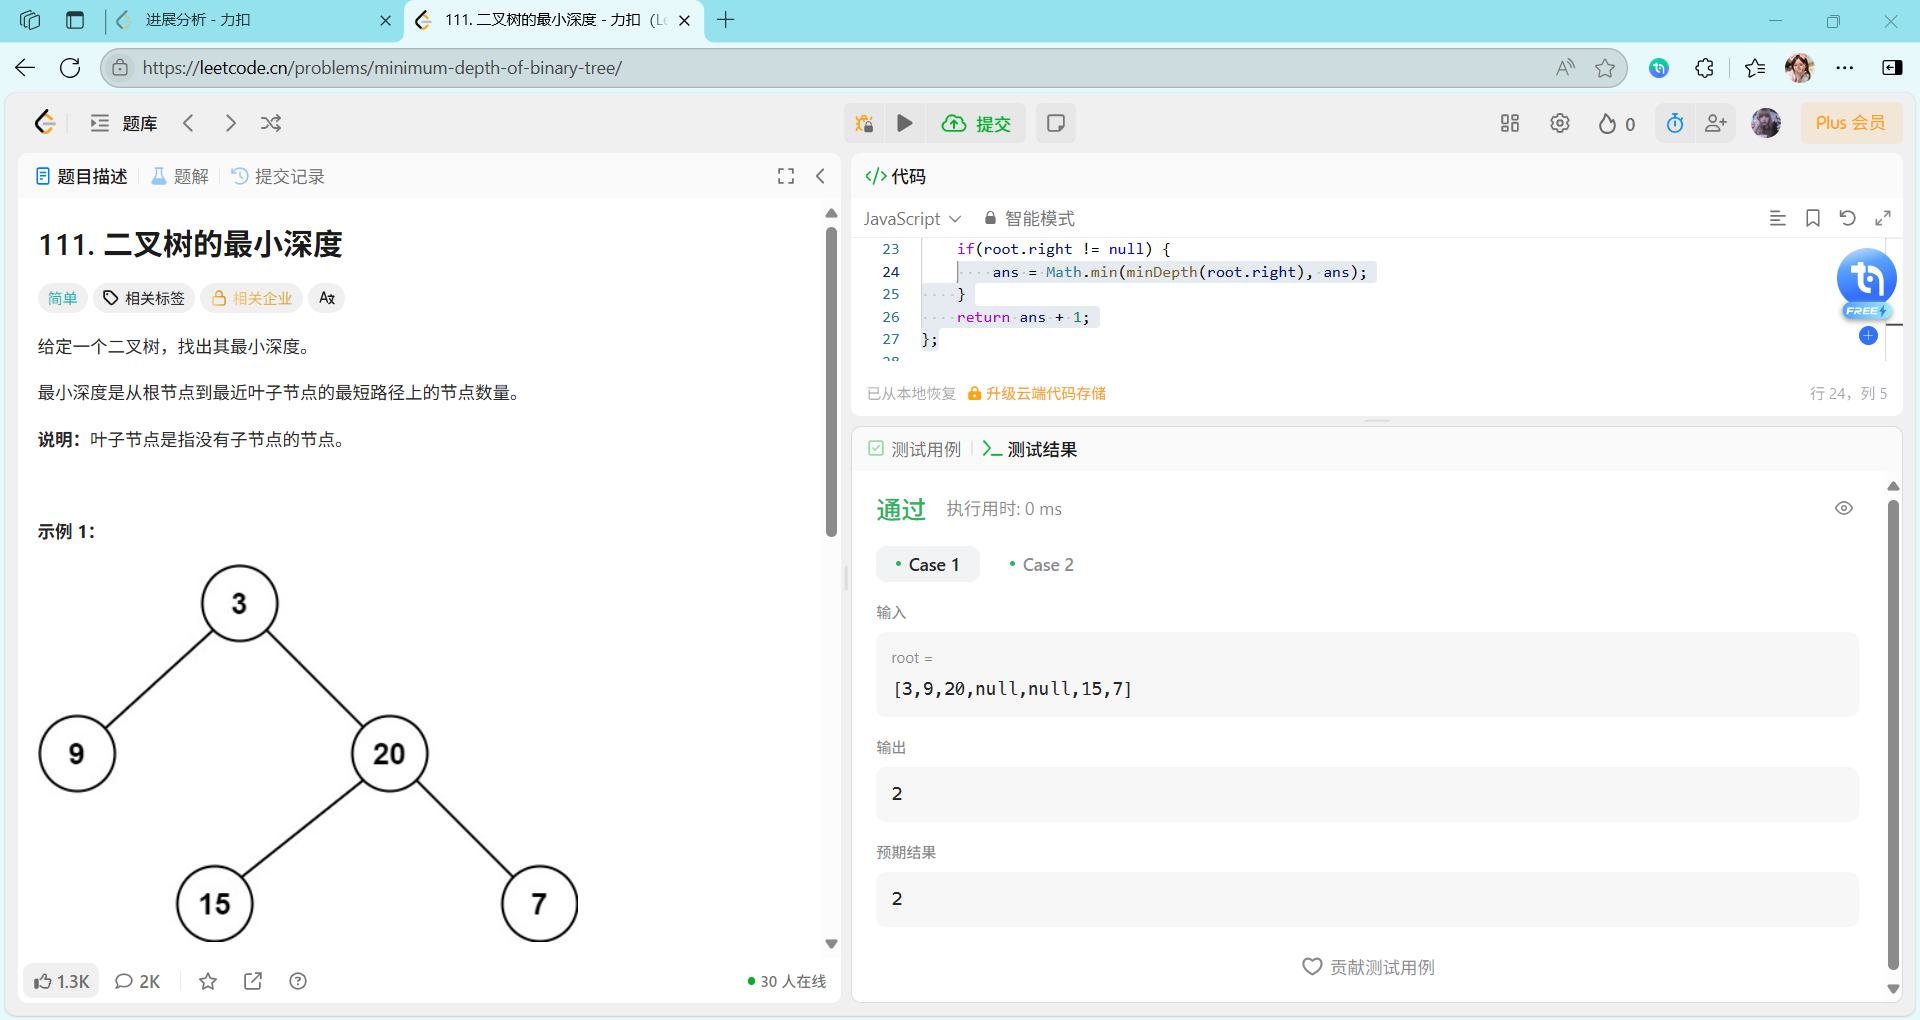 进展分析 - 力扣
111. 二叉树的最小深度 - 力扣（Le
https://leetcode.cn/problems/minimum-depth-of-binary-tree/
题库
提交
0
Plus 会员
题目描述
题解
提交记录
111. 二叉树的最小深度
简单
相关标签
相关企业
给定一个二叉树，找出其最小深度。
最小深度是从根节点到最近叶子节点的最短路径上的节点数量。
说明：叶子节点是指没有子节点的节点。
示例 1：
3
9
20
15
7
1.3K
2K
30 人在线
</> 代码
JavaScript
智能模式
23 if(root.right != null) {
24 ans = Math.min(minDepth(root.right), ans);
25 }
26 return ans + 1;
27 };
28
FREE
已从本地恢复
升级云端代码存储
行 24，列 5
测试用例
测试结果
通过
执行用时: 0 ms
Case 1
Case 2
输入
root =
[3,9,20,null,null,15,7]
输出
2
预期结果
2
贡献测试用例